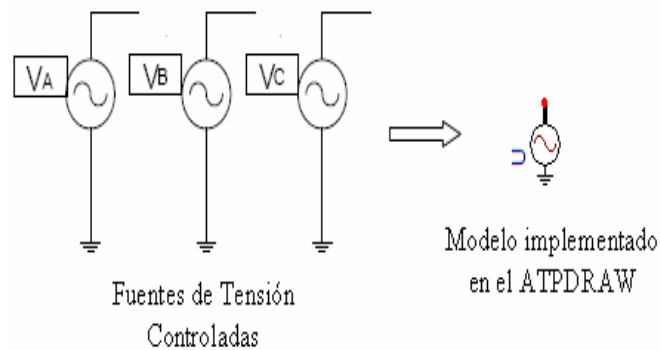 VA
VB
VC
U
Modelo implementado
en el ATPDRAW
Fuentes de Tensión
Controladas